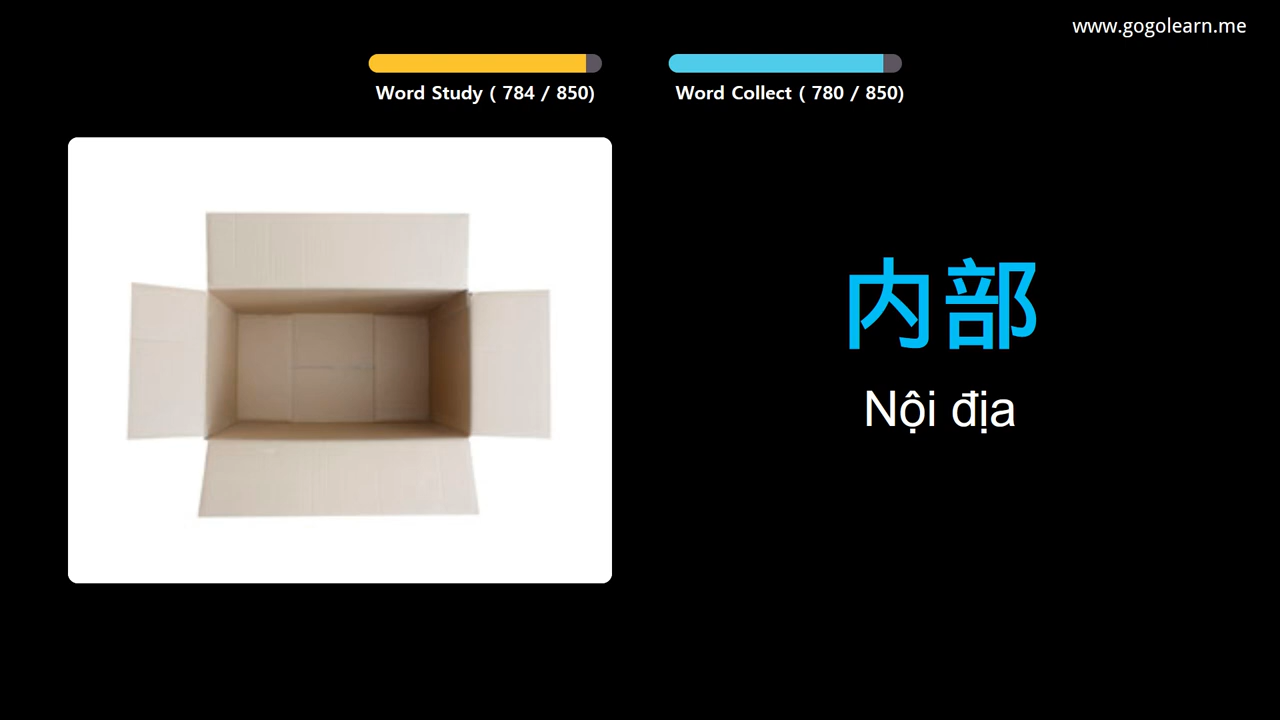 www.gogolearn.me
Word Study ( 784 / 850)
Word Collect ( 780 / 850)
内部
Nội địa